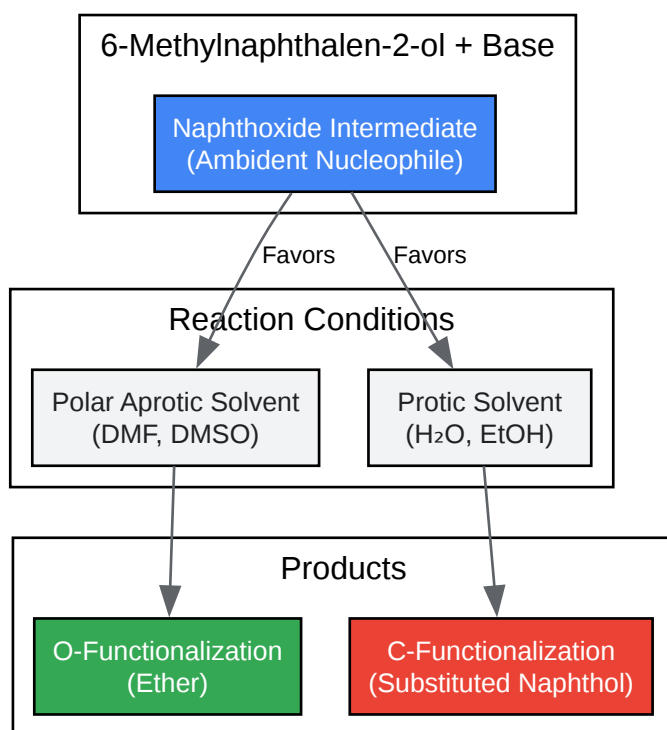 6-Methylnaphthalen-2-ol + Base
Naphthoxide Intermediate
(Ambident Nucleophile)
Favors
Favors
Reaction Conditions
Polar Aprotic Solvent
(DMF, DMSO)
Protic Solvent
(H₂O, EtOH)
Products
O-Functionalization
(Ether)
C-Functionalization
(Substituted Naphthol)